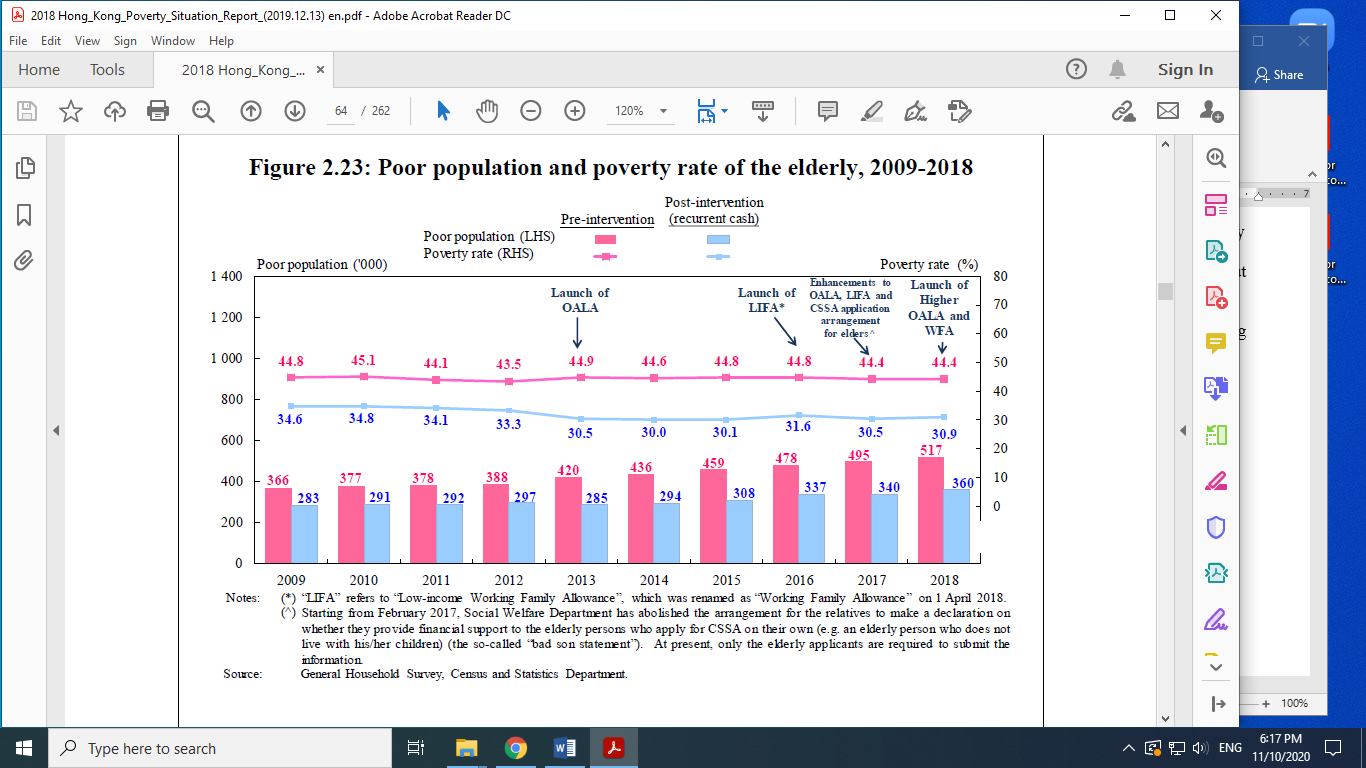 2018 Hong_Kong_Poverty_Situation_Report_(2019.12.13) en.pdf - Adobe Acrobat Reader DC
File Edit View Sign Window Help
Home Tools 2018 Hong_Kong_... × Sign In
Share
64 / 262 120%
Figure 2.23: Poor population and poverty rate of the elderly, 2009-2018
Pre-intervention
Post-intervention
(recurrent cash)
Poor population (LHS)
Poverty rate (RHS)
Poor population ('000)
Poverty rate (%)
1 400
1 200
1 000
800
600
400
200
0
80
70
60
50
40
30
20
10
0
Launch of
OALA
Launch of
LIFA*
Enhancements to
OALA, LIFA and
CSSA application
arrangement
for elders^
Launch of
Higher
OALA and
WFA
44.8 45.1 44.1 43.5 44.9 44.6 44.8 44.8 44.4 44.4
34.6 34.8 34.1 33.3 30.5 30.0 30.1 31.6 30.5 30.9
366 377 378 388 420 436 459 478 495 517
283 291 292 297 285 294 308 337 340 360
2009 2010 2011 2012 2013 2014 2015 2016 2017 2018
Notes: (*) “LIFA” refers to “Low-income Working Family Allowance”, which was renamed as “Working Family Allowance” on 1 April 2018.
(^) Starting from February 2017, Social Welfare Department has abolished the arrangement for the relatives to make a declaration on
whether they provide financial support to the elderly persons who apply for CSSA on their own (e.g. an elderly person who does not
live with his/her children) (the so-called “bad son statement”). At present, only the elderly applicants are required to submit the
information.
Source: General Household Survey, Census and Statistics Department.
7
100%
Type here to search
ENG
6:17 PM
11/10/2020